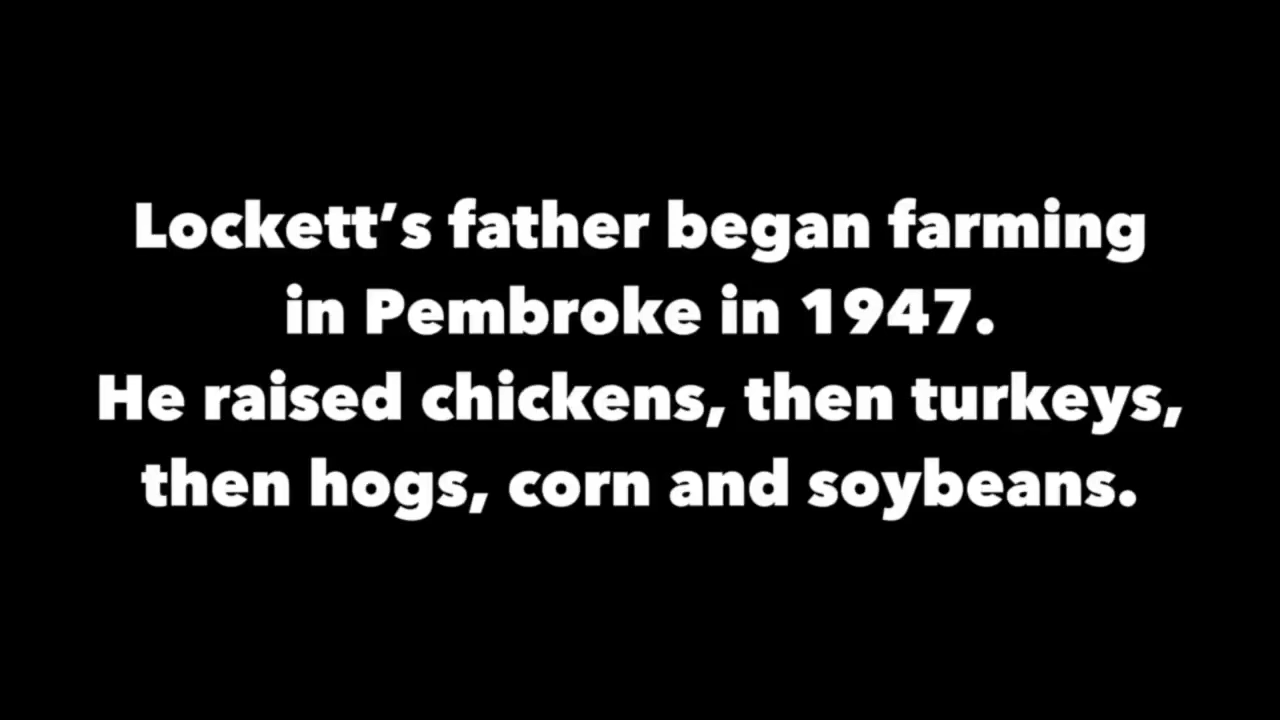 Lockett’s father began farming
in Pembroke in 1947.
He raised chickens, then turkeys,
then hogs, corn and soybeans.